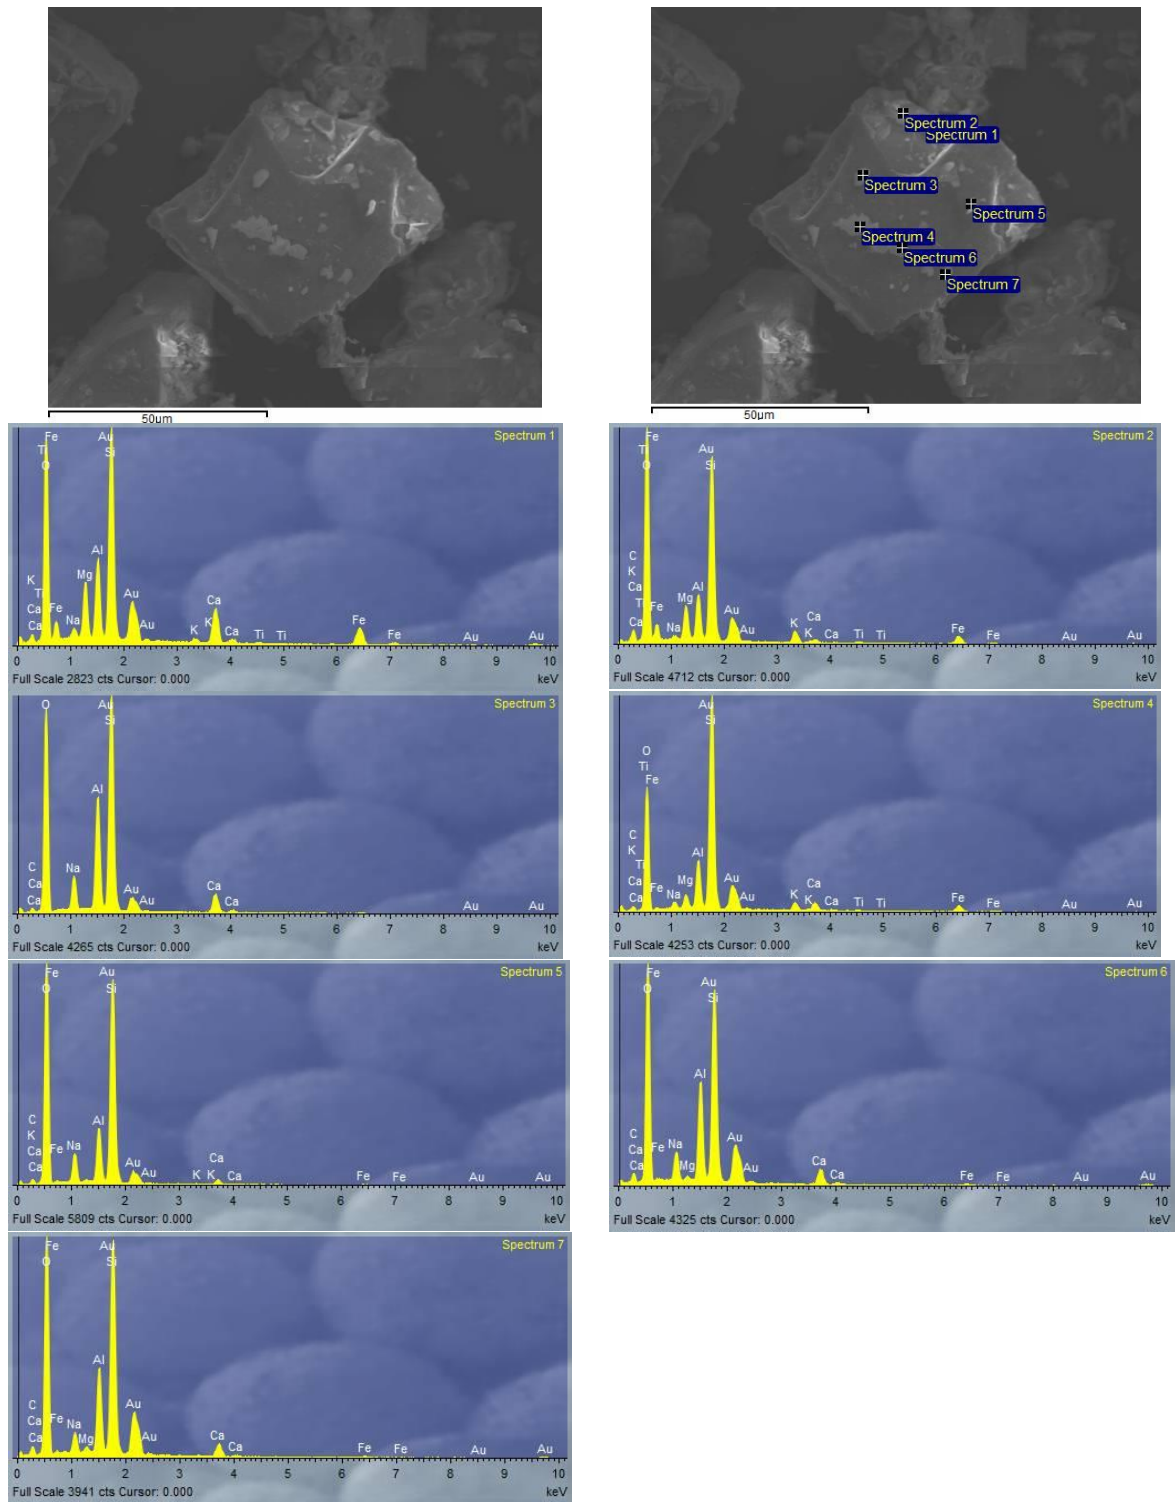 Spectrum 2
Spectrum 1
Spectrum 3
Spectrum 5
Spectrum 4
Spectrum 6
Spectrum 7
50µm
50µm
Spectrum 1
Fe Au
Ti Si
O
Al
K Mg
Ti Au Ca
Ca Fe Na Au K Fe
Ca K Ca Ti Ti Fe Au Au
0 1 2 3 4 5 6 7 8 9 10
Full Scale 2823 cts Cursor: 0.000 keV
Spectrum 2
Fe
Ti Au
O Si
C
K
Ca Mg Al
Ti Fe Au Ca
Ca Na Au K K Ca Ti Ti Fe Fe Au Au
0 1 2 3 4 5 6 7 8 9 10
Full Scale 4712 cts Cursor: 0.000 keV
Spectrum 3
O Au
Si
Al
C Na
Ca Au Ca
Ca Au Ca Au Au
0 1 2 3 4 5 6 7 8 9 10
Full Scale 4265 cts Cursor: 0.000 keV
Spectrum 4
Au
Si
O
Ti
Fe
C
K Al
Ti Mg Au Ca
Ca Fe Na Au K Fe
Ca K Ca Ti Ti Fe Au Au
0 1 2 3 4 5 6 7 8 9 10
Full Scale 4253 cts Cursor: 0.000 keV
Spectrum 5
Fe Au
O Si
C Al
K Na
Ca Fe Au Ca
Ca Au K K Ca Fe Fe Au Au
0 1 2 3 4 5 6 7 8 9 10
Full Scale 5809 cts Cursor: 0.000 keV
Spectrum 6
Fe Au
O Si
Al
C Na Au
Ca Fe Mg Au Ca
Ca Ca Fe Fe Au Au
0 1 2 3 4 5 6 7 8 9 10
Full Scale 4325 cts Cursor: 0.000 keV
Spectrum 7
Fe Au
O Si
Al
C Au
Ca Fe Na Au Ca
Ca Mg Ca Fe Fe Au Au
0 1 2 3 4 5 6 7 8 9 10
Full Scale 3941 cts Cursor: 0.000 keV